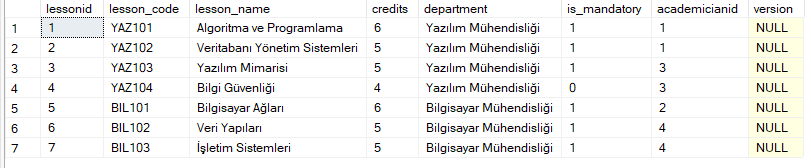 lessonid lesson_code lesson_name credits department is_mandatory academicianid version
1 1 YAZ101 Algoritma ve Programlama 6 Yazılım Mühendisliği 1 1 NULL
2 2 YAZ102 Veritabanı Yönetim Sistemleri 5 Yazılım Mühendisliği 1 1 NULL
3 3 YAZ103 Yazılım Mimarisi 5 Yazılım Mühendisliği 1 3 NULL
4 4 YAZ104 Bilgi Güvenliği 4 Yazılım Mühendisliği 0 3 NULL
5 5 BIL101 Bilgisayar Ağları 6 Bilgisayar Mühendisliği 1 2 NULL
6 6 BIL102 Veri Yapıları 5 Bilgisayar Mühendisliği 1 4 NULL
7 7 BIL103 İşletim Sistemleri 5 Bilgisayar Mühendisliği 1 4 NULL